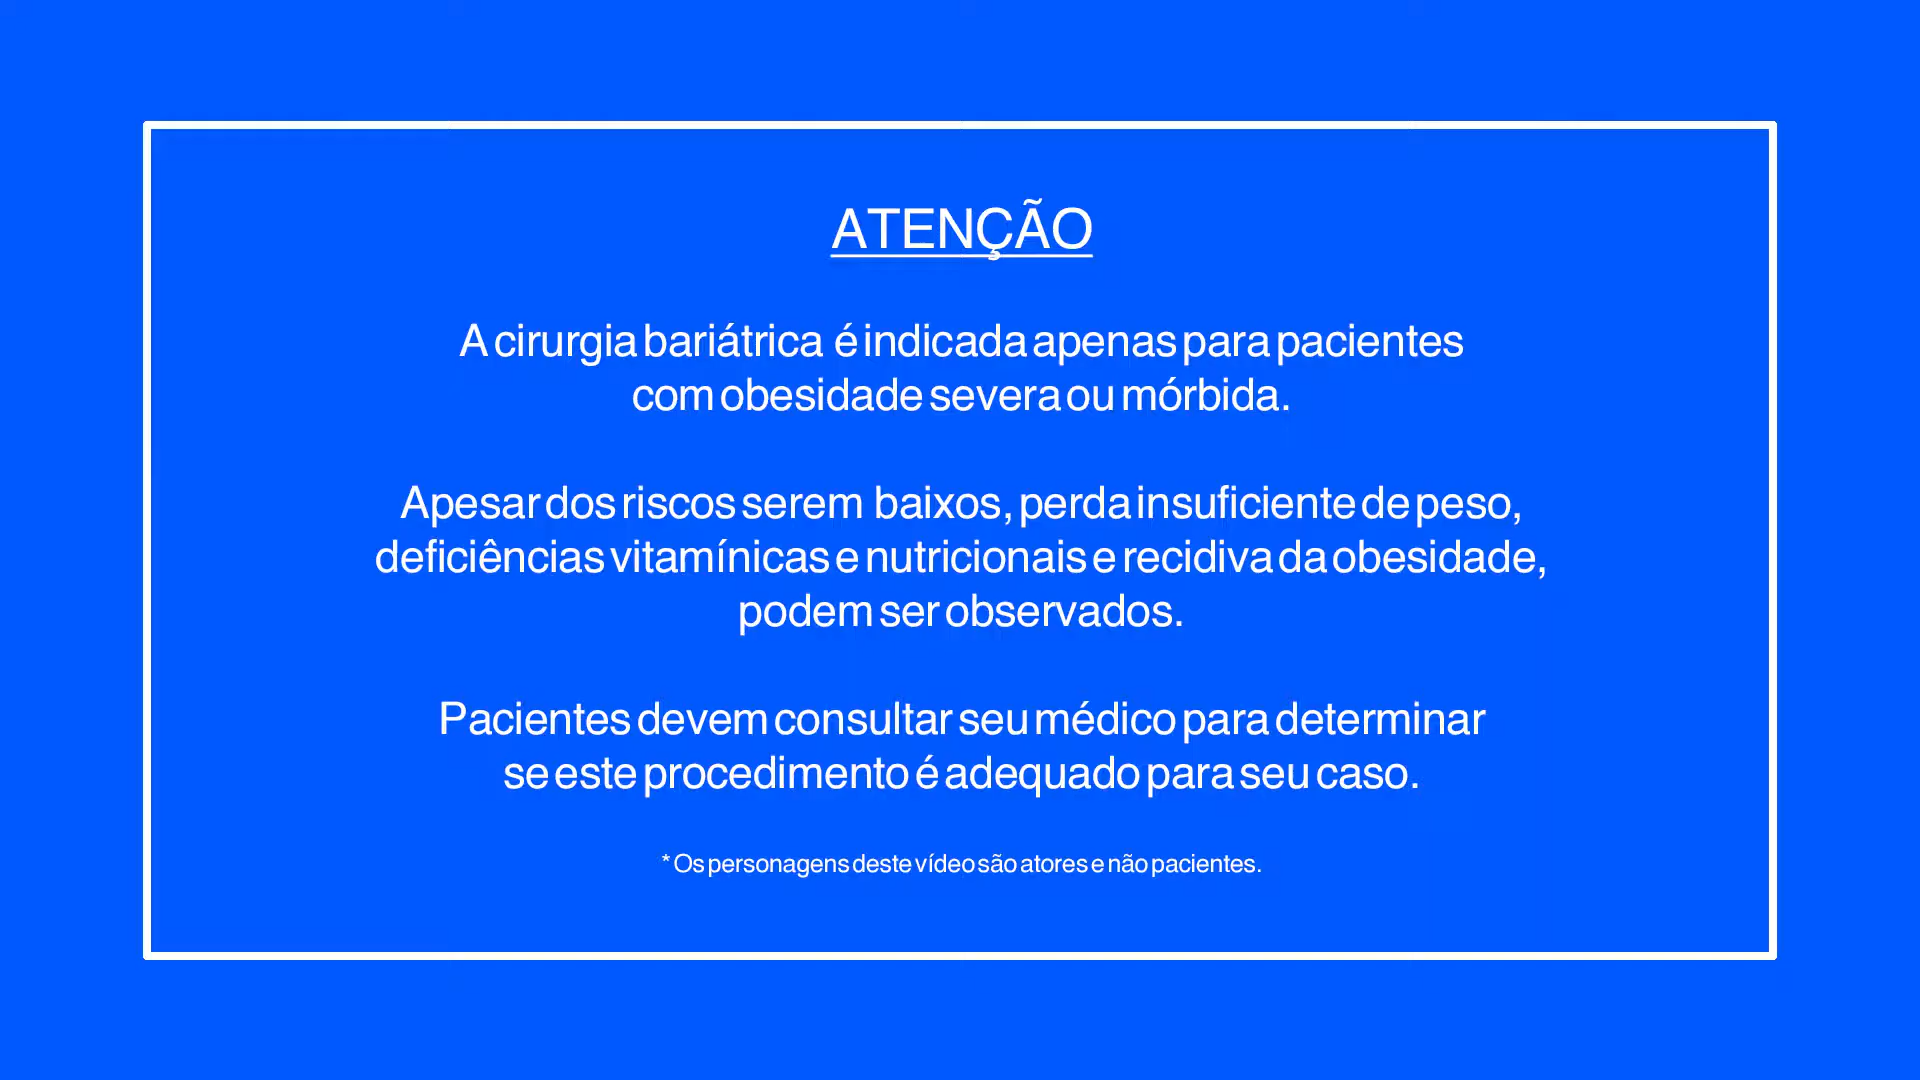 ATENÇÃO
A cirurgia bariátrica é indicada apenas para pacientes
com obesidade severa ou mórbida.
Apesar dos riscos serem baixos, perda insuficiente de peso,
deficiências vitamínicas e nutricionais e recidiva da obesidade,
podem ser observados.
Pacientes devem consultar seu médico para determinar
se este procedimento é adequado para seu caso.
* Os personagens deste vídeo são atores e não pacientes.